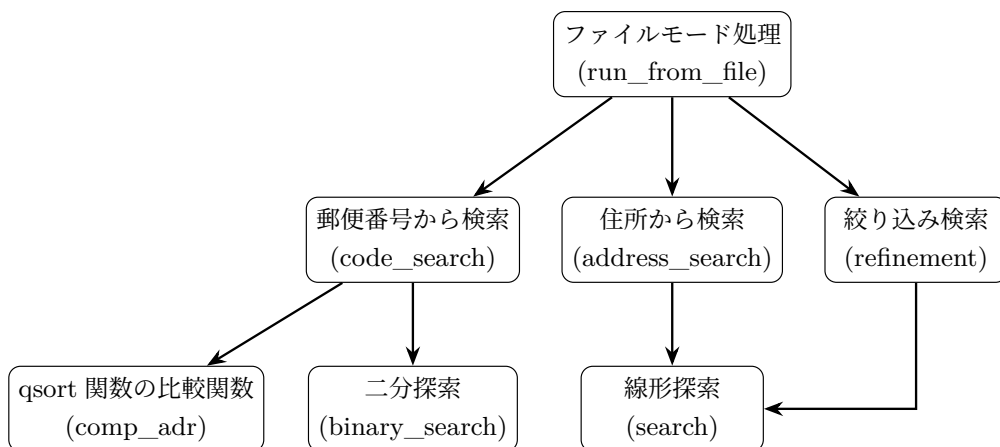 ファイルモード処理
(run_from_file)
郵便番号から検索
(code_search)
住所から検索
(address_search)
絞り込み検索
(refinement)
qsort 関数の比較関数
(comp_adr)
二分探索
(binary_search)
線形探索
(search)